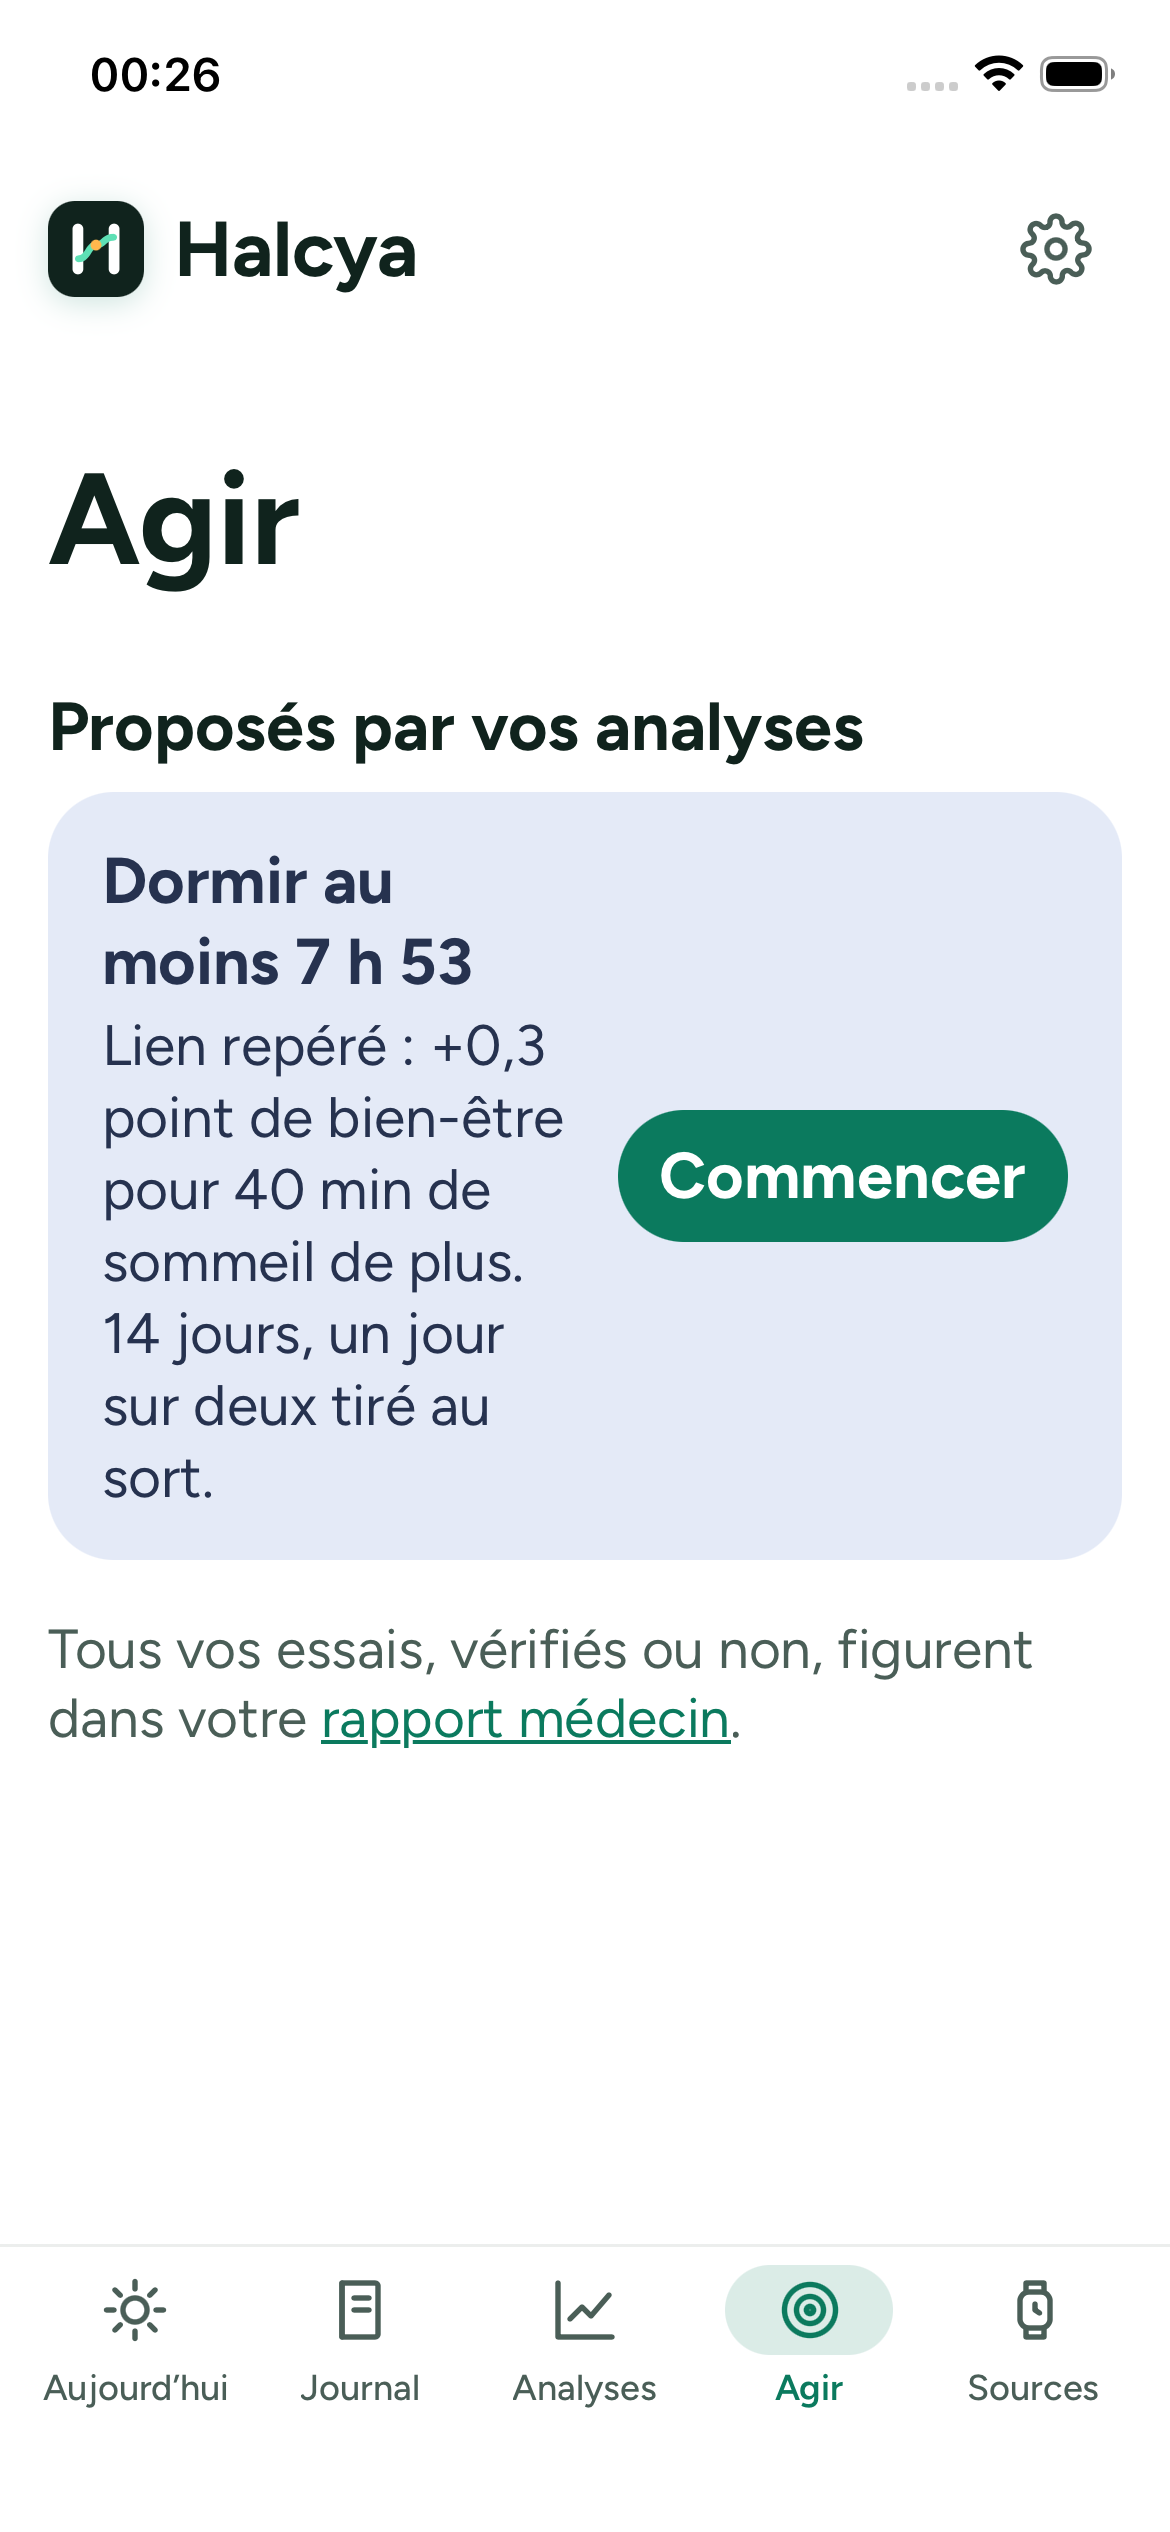 00:26
Halcya
Agir
Proposés par vos analyses
Dormir au
moins 7 h 53
Lien repéré : +0,3
point de bien-être
pour 40 min de
sommeil de plus.
14 jours, un jour
sur deux tiré au
sort.
Commencer
Tous vos essais, vérifiés ou non, figurent
dans votre rapport médecin.
Aujourd’hui
Journal
Analyses
Agir
Sources